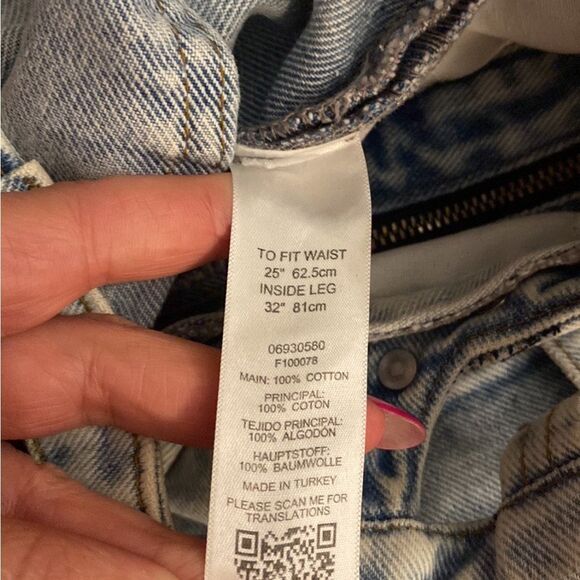 TO FIT WAIST
25" 62.5cm
INSIDE LEG
32" 81cm
06930580
F100078
MAIN: 100% COTTON
PRINCIPAL:
100% COTON
TEJIDO PRINCIPAL:
100% ALGODÓN
HAUPTSTOFF:
100% BAUMWOLLE
MADE IN TURKEY
PLEASE SCAN ME FOR
TRANSLATIONS